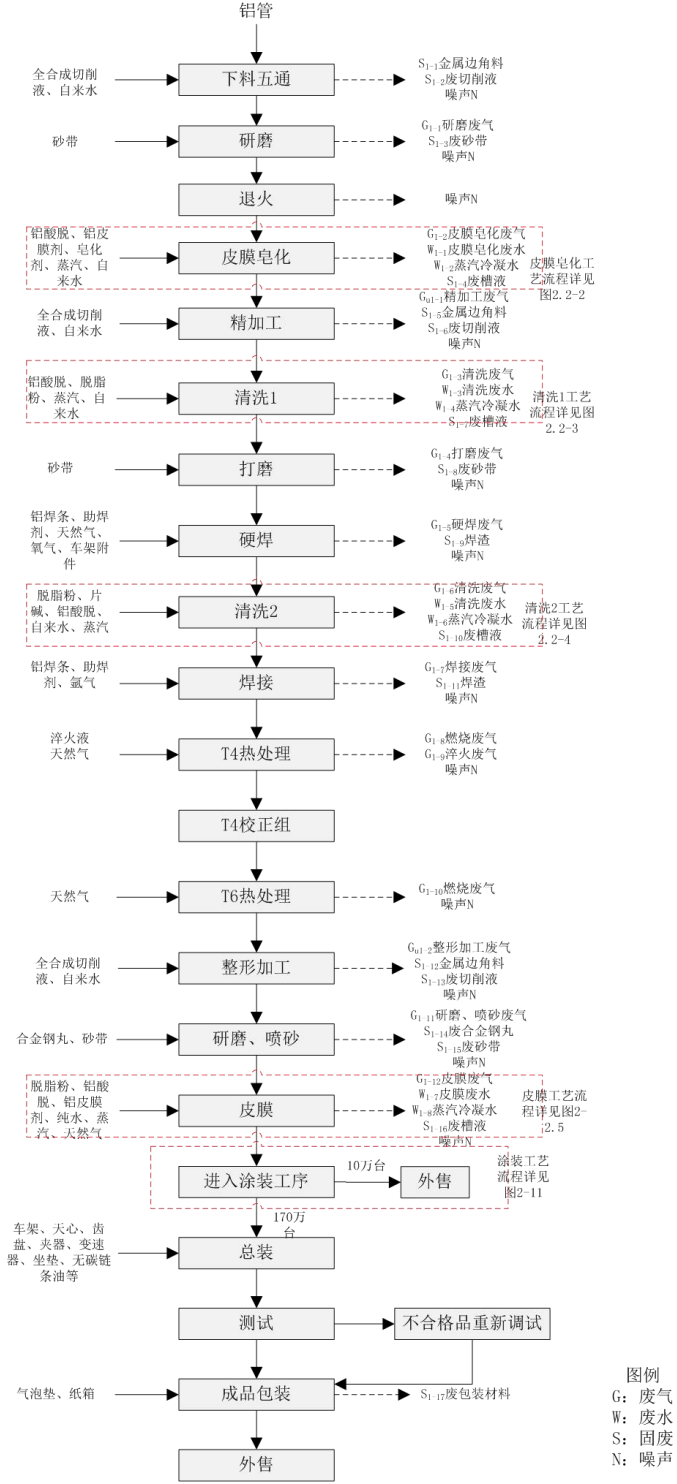 铝管
全合成切削
液、自来水
下料五通
S₁₋₁金属边角料
S₁₋₂废切削液
噪声N
砂带
研磨
G₁₋₁研磨废气
S₁₋₃废砂带
噪声N
退火
噪声N
铝酸脱、铝皮
膜剂、皂化
剂、蒸汽、自
来水
皮膜皂化
G₁₋₂皮膜皂化废气
W₁₋₁皮膜皂化废水
W₁₋₂蒸汽冷凝水
S₁₋₄废槽液
皮膜皂化工
艺流程详见
图2.2-2
全合成切削
液、自来水
精加工
Gᵤ₁₋₁精加工废气
S₁₋₅金属边角料
S₁₋₆废切削液
噪声N
铝酸脱、脱脂
粉、蒸汽、自
来水
清洗1
G₁₋₃清洗废气
W₁₋₃清洗废水
W₁₋₄蒸汽冷凝水
S₁₋₇废槽液
清洗1工艺
流程详见图
2.2-3
砂带
打磨
G₁₋₄打磨废气
S₁₋₈废砂带
噪声N
铝焊条、助焊
剂、天然气、
氧气、车架附
件
硬焊
G₁₋₅硬焊废气
S₁₋₉焊渣
噪声N
脱脂粉、片
碱、铝酸脱、
自来水、蒸汽
清洗2
G₁₋₆清洗废气
W₁₋₅清洗废水
W₁₋₆蒸汽冷凝水
S₁₋₁₀废槽液
清洗2工艺
流程详见图
2.2-4
铝焊条、助焊
剂、氩气
焊接
G₁₋₇焊接废气
S₁₋₁₁焊渣
噪声N
淬火液
天然气
T4热处理
G₁₋₈燃烧废气
G₁₋₉淬火废气
噪声N
T4校正组
天然气
T6热处理
G₁₋₁₀燃烧废气
噪声N
全合成切削
液、自来水
整形加工
Gᵤ₁₋₂整形加工废气
S₁₋₁₂金属边角料
S₁₋₁₃废切削液
噪声N
合金钢丸、砂带
研磨、喷砂
G₁₋₁₁研磨、喷砂废气
S₁₋₁₄废合金钢丸
S₁₋₁₅废砂带
噪声N
脱脂粉、铝酸
脱、铝皮膜
剂、纯水、蒸
汽、天然气
皮膜
G₁₋₁₂皮膜废气
W₁₋₇皮膜废水
W₁₋₈蒸汽冷凝水
S₁₋₁₆废槽液
噪声N
皮膜工艺流
程详见图2-
2.5
进入涂装工序
10万台
外售
涂装工艺
流程详见
图2-11
170万
台
车架、天心、齿
盘、夹器、变速
器、坐垫、无碳链
条油等
总装
测试
不合格品重新调试
气泡垫、纸箱
成品包装
S₁₋₁₇废包装材料
外售
图例
G: 废气
W: 废水
S: 固废
N: 噪声